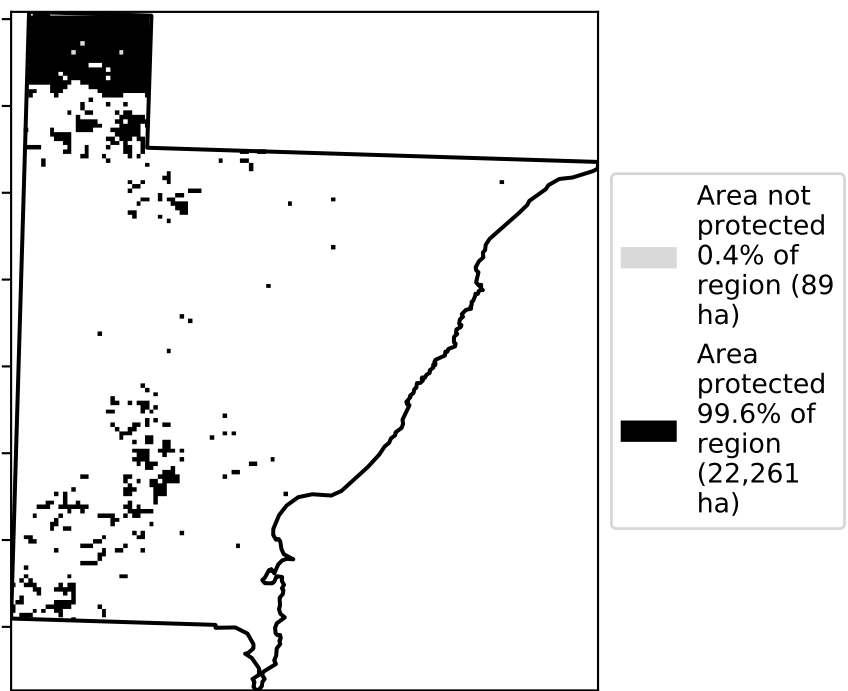 Area not
protected
0.4% of
region (89
ha)
Area
protected
99.6% of
region
(22,261
ha)